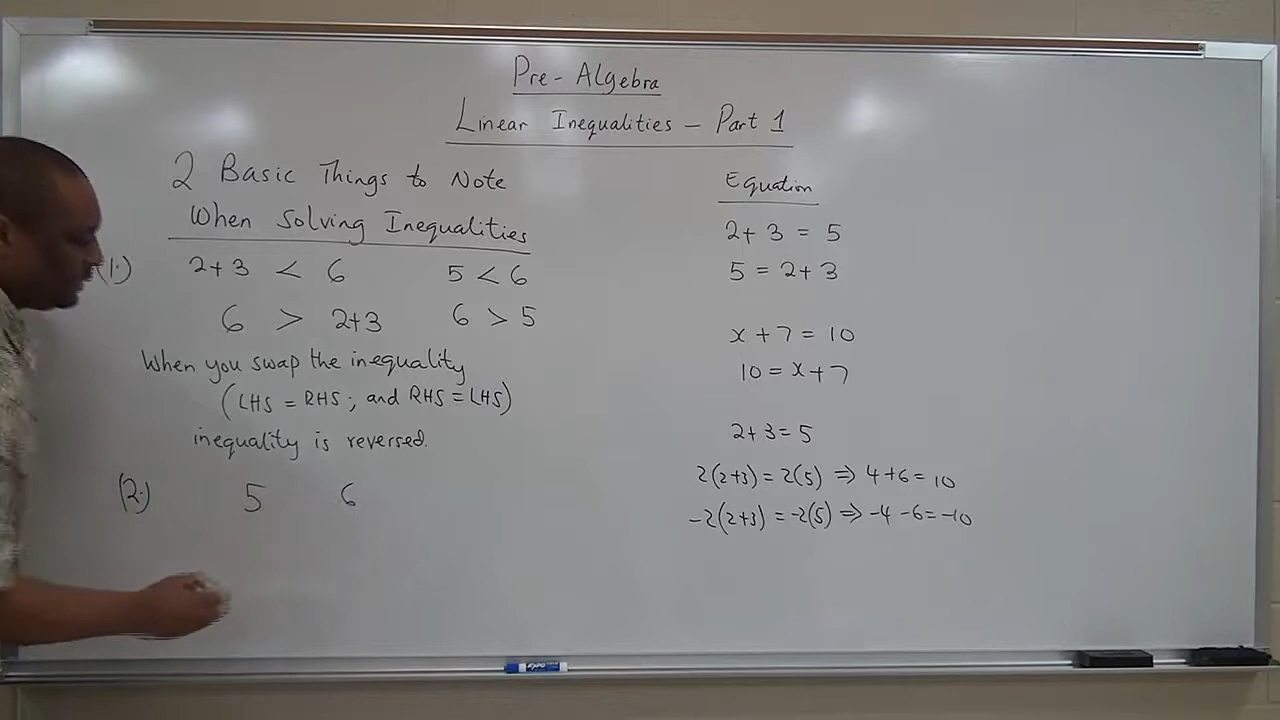 Pre-Algebra
Linear Inequalities - Part 1
2 Basic Things to Note
When Solving Inequalities
(1.) 2+3 < 6 5 < 6
6 > 2+3 6 > 5
When you swap the inequality
(LHS = RHS; and RHS = LHS)
inequality is reversed.
(2.) 5 6
Equation
2+3 = 5
5 = 2+3
x+7 = 10
10 = x+7
2+3=5
2(2+3) = 2(5) ⇒ 4+6 = 10
-2(2+3) = -2(5) ⇒ -4-6 = -10
EXPO